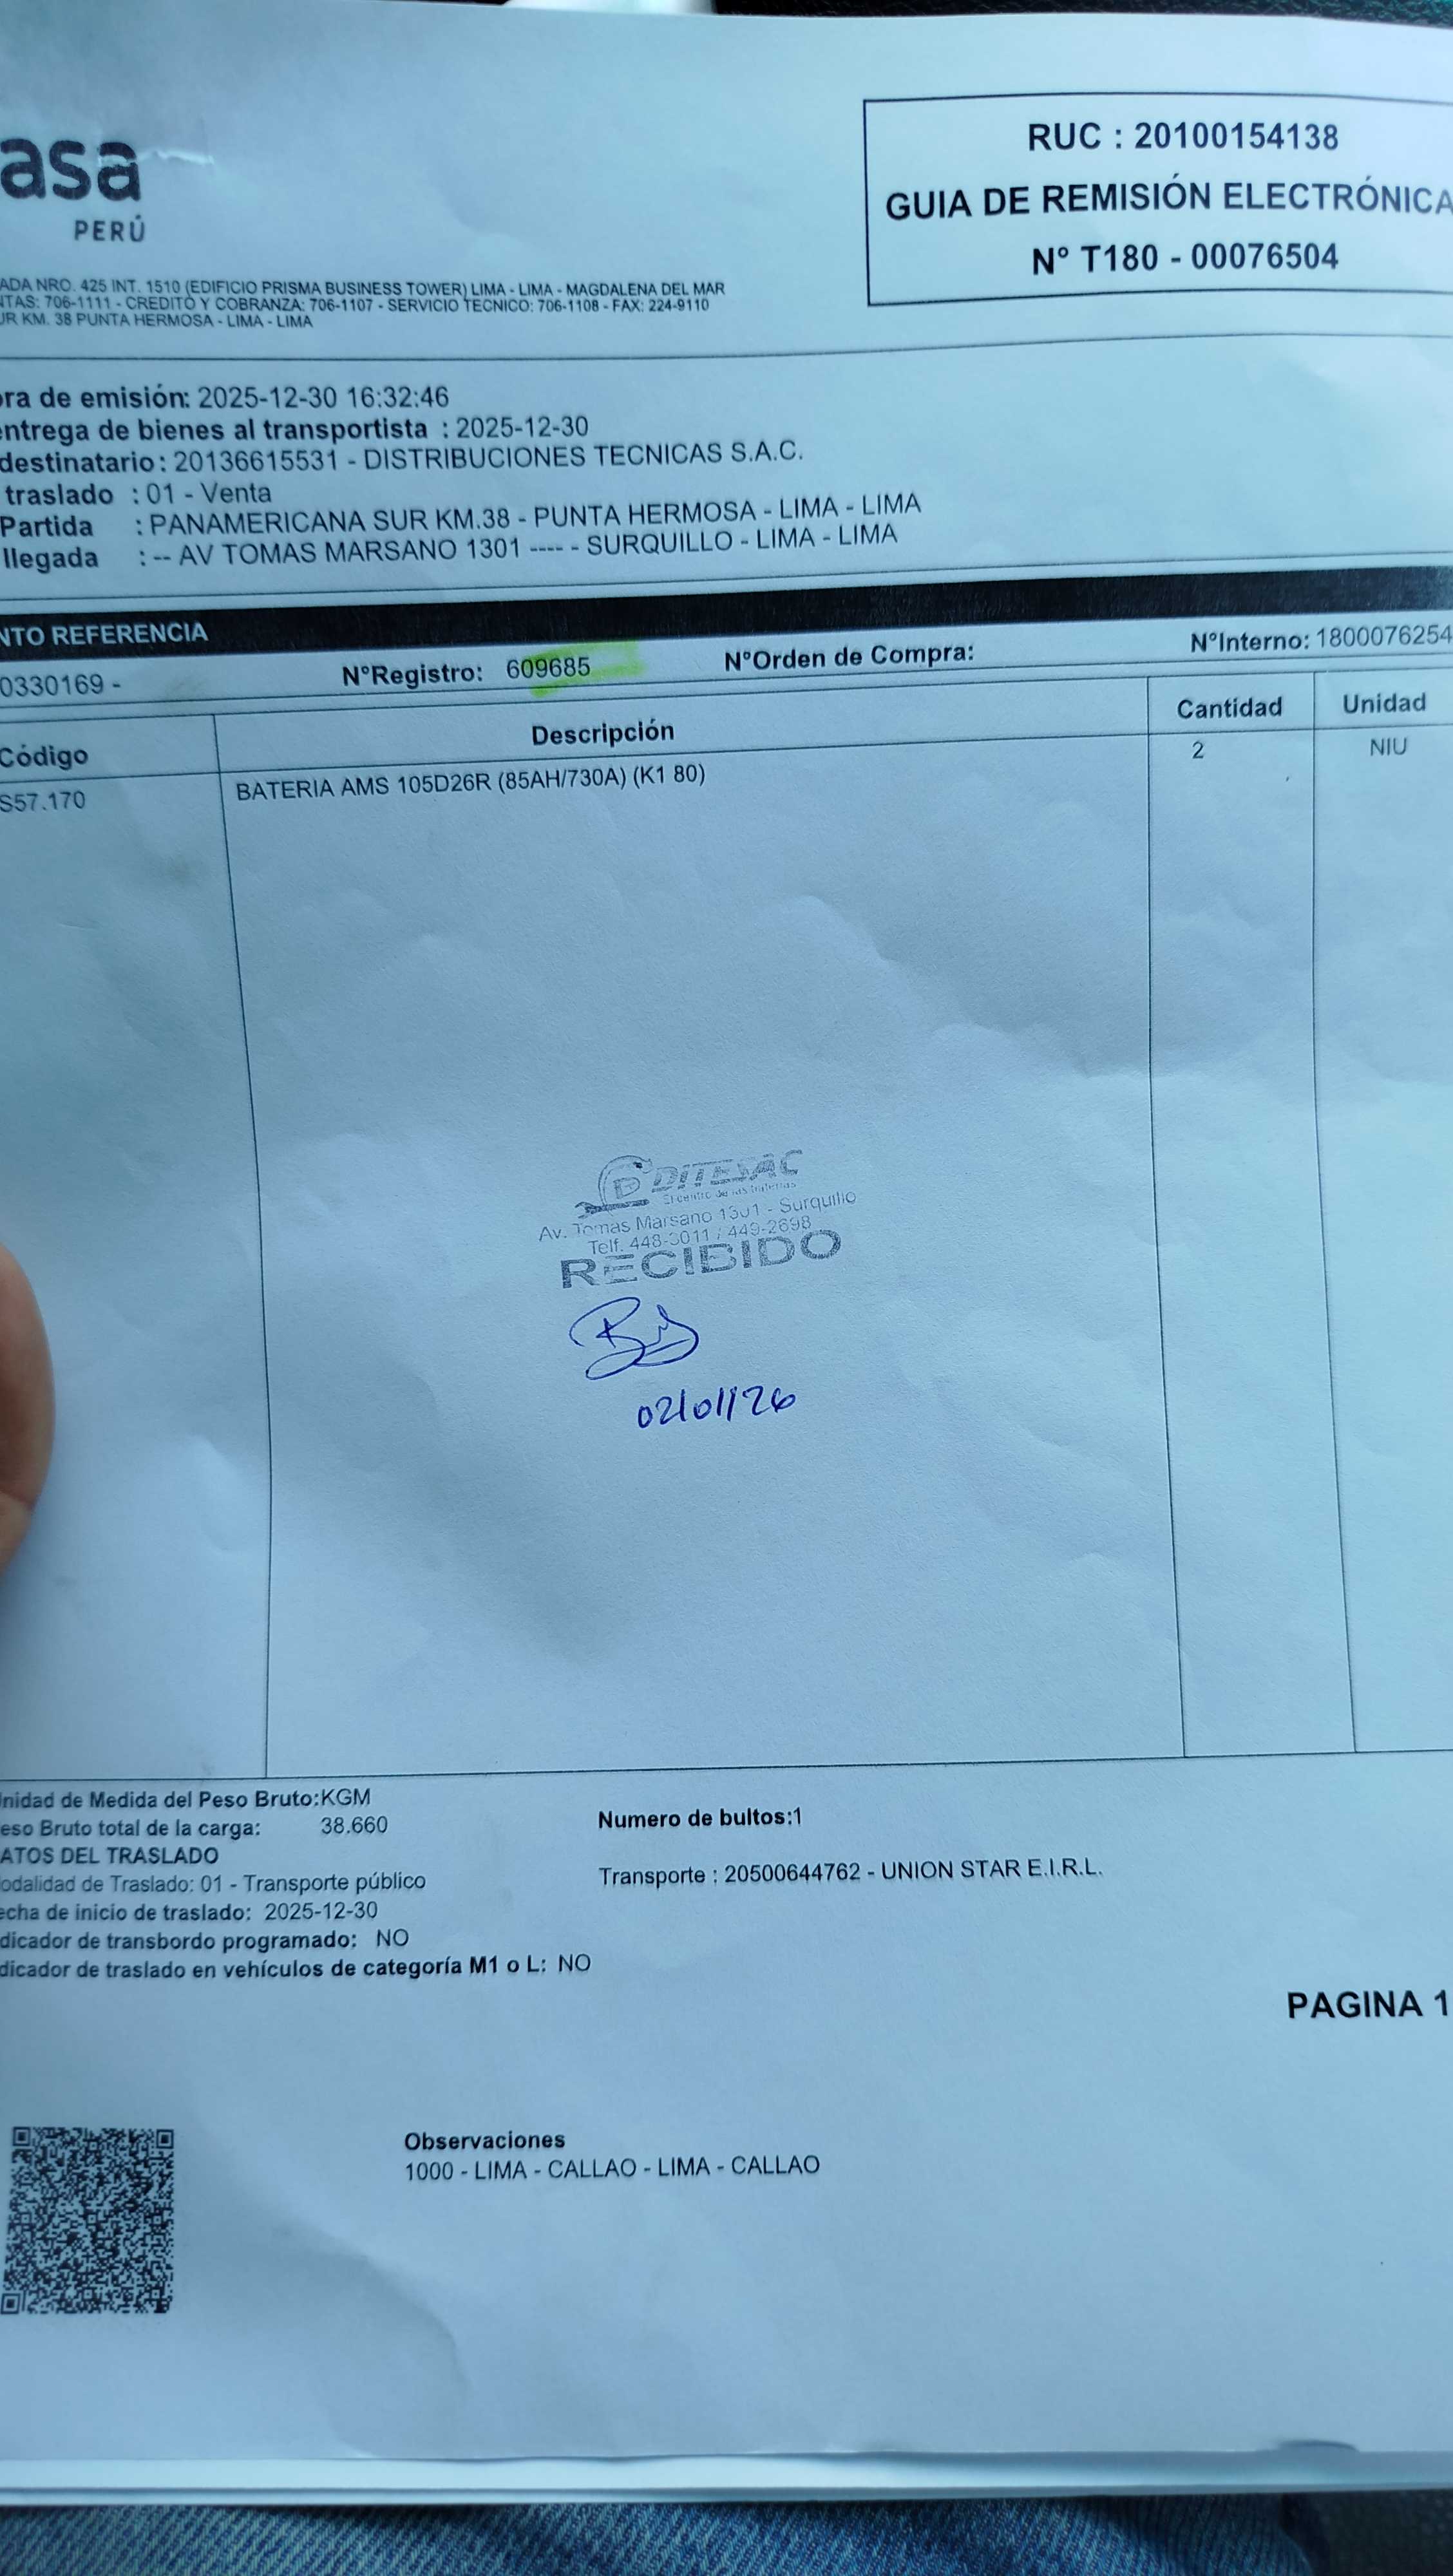 asa
PERÚ
RUC : 20100154138
GUIA DE REMISIÓN ELECTRÓNICA
N° T180 - 00076504
ADA NRO. 425 INT. 1510 (EDIFICIO PRISMA BUSINESS TOWER) LIMA - LIMA - MAGDALENA DEL MAR
NTAS: 706-1111 - CREDITO Y COBRANZA: 706-1107 - SERVICIO TECNICO: 706-1108 - FAX: 224-9110
UR KM. 38 PUNTA HERMOSA - LIMA - LIMA
ora de emisión: 2025-12-30 16:32:46
entrega de bienes al transportista : 2025-12-30
destinatario : 20136615531 - DISTRIBUCIONES TECNICAS S.A.C.
traslado : 01 - Venta
Partida : PANAMERICANA SUR KM.38 - PUNTA HERMOSA - LIMA - LIMA
llegada : -- AV TOMAS MARSANO 1301 ---- - SURQUILLO - LIMA - LIMA
NTO REFERENCIA
0330169 - N°Registro: 609685 N°Orden de Compra: N°Interno: 1800076254
Código Descripción Cantidad Unidad
S57.170 BATERIA AMS 105D26R (85AH/730A) (K1 80) 2 NIU
DITESAC
El centro de las baterías
Av. Tomas Marsano 1301 - Surquillo
Telf. 448-3011 / 449-2698
RECIBIDO
02/01/26
nidad de Medida del Peso Bruto:KGM
eso Bruto total de la carga: 38.660
Numero de bultos:1
ATOS DEL TRASLADO
odalidad de Traslado: 01 - Transporte público
Transporte : 20500644762 - UNION STAR E.I.R.L.
echa de inicio de traslado: 2025-12-30
dicador de transbordo programado: NO
dicador de traslado en vehículos de categoría M1 o L: NO
PAGINA 1
Observaciones
1000 - LIMA - CALLAO - LIMA - CALLAO